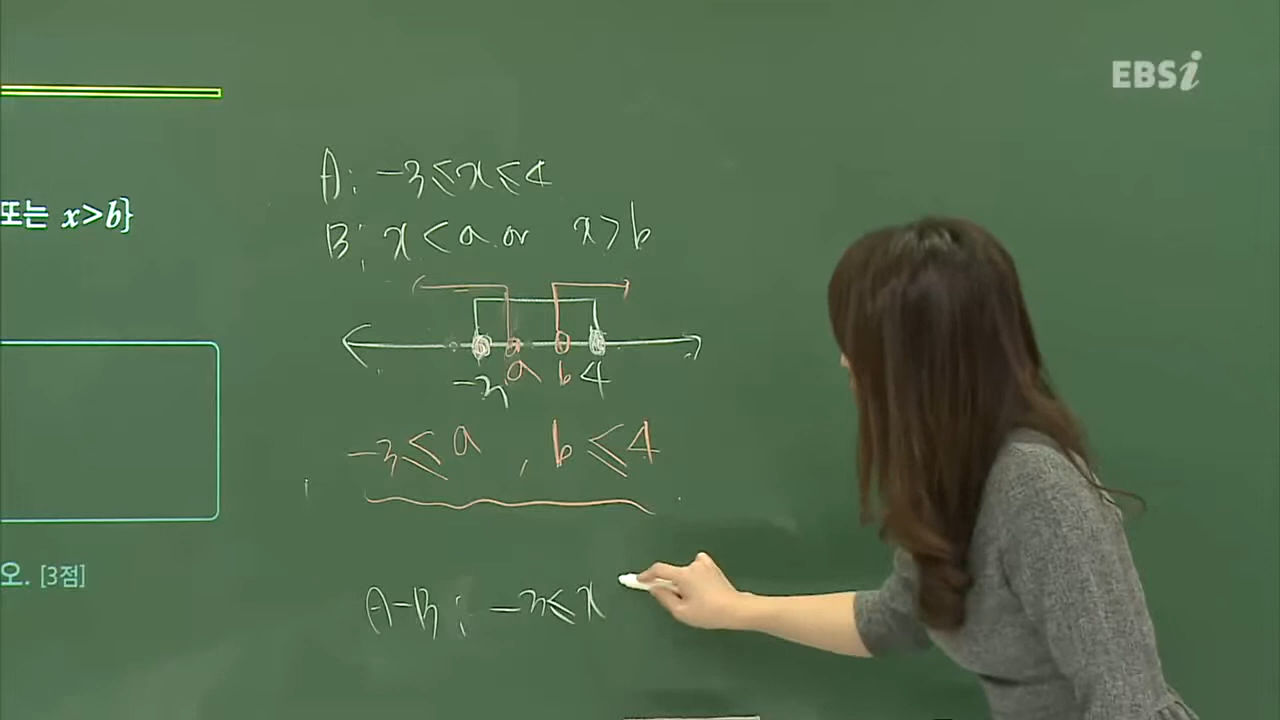 EBSi
또는 x>b}
오. [3점]
A: -3≤x≤4
B: x<a or x>b
-3 a b 4
-3≤a, b≤4
A-B: -3≤x